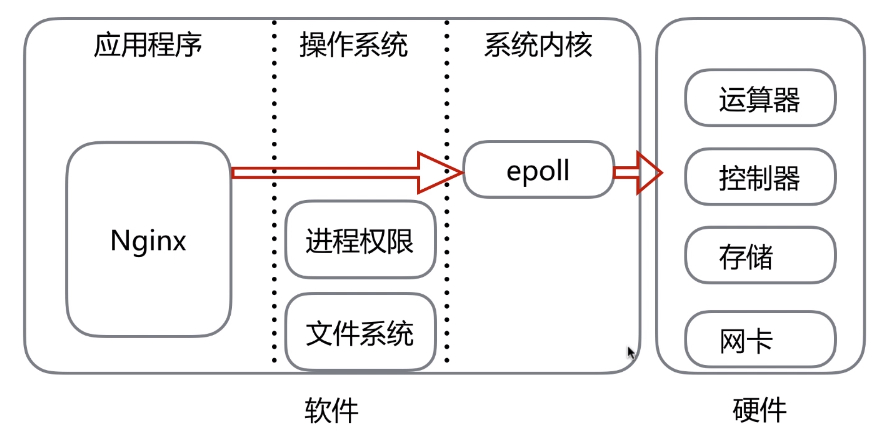 应用程序
操作系统
系统内核
Nginx
epoll
进程权限
文件系统
运算器
控制器
存储
网卡
软件
硬件